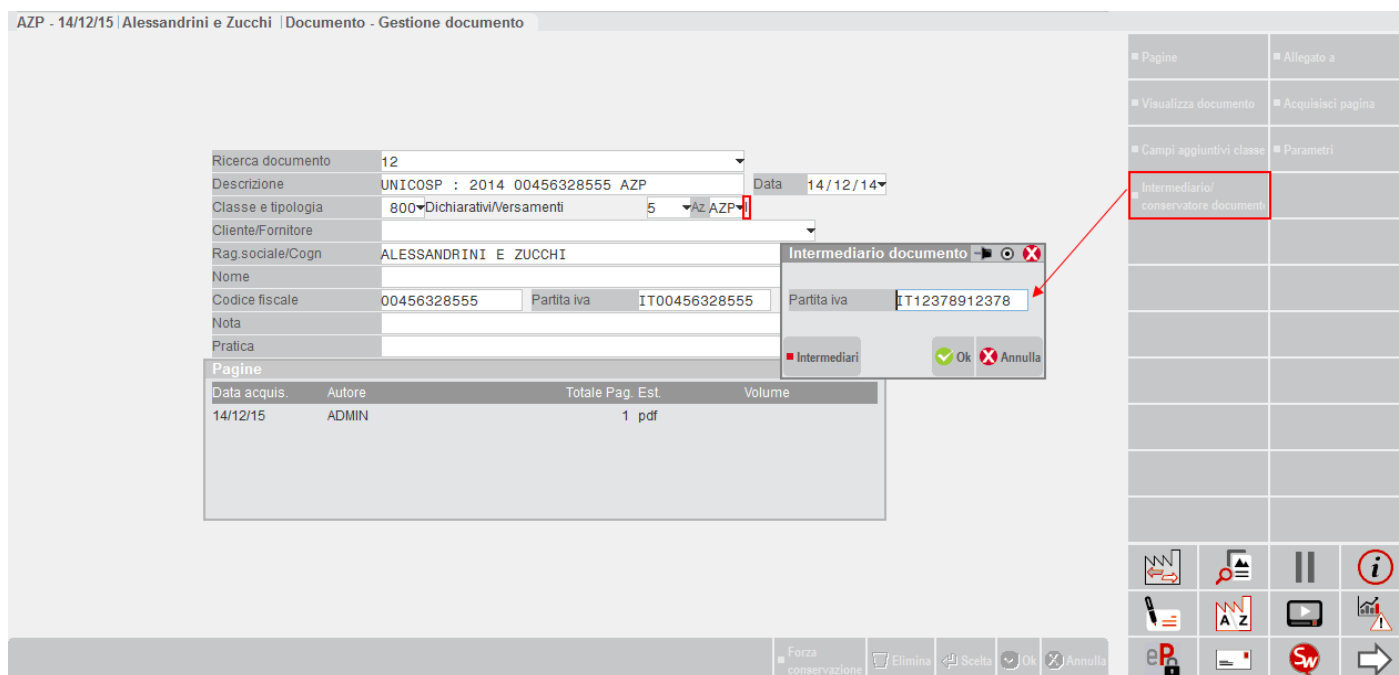 AZP - 14/12/15 | Alessandrini e Zucchi | Documento - Gestione documento
Pagine Allegato a
Visualizza documento Acquisisci pagina
Campi aggiuntivi classe Parametri
Intermediario/
conservatore documento
Ricerca documento 12
Descrizione UNICOSP : 2014 00456328555 AZP Data 14/12/14
Classe e tipologia 800 Dichiarativi/Versamenti 5 Az AZP I
Cliente/Fornitore
Rag.sociale/Cogn ALESSANDRINI E ZUCCHI
Nome
Codice fiscale 00456328555 Partita iva IT00456328555
Nota
Pratica
Intermediario documento
Partita iva IT12378912378
Intermediari Ok Annulla
Pagine
Data acquis. Autore Totale Pag. Est. Volume
14/12/15 ADMIN 1 pdf
Forza
conservazione Elimina Scelta Ok Annulla
i
A Z
eP
Sw